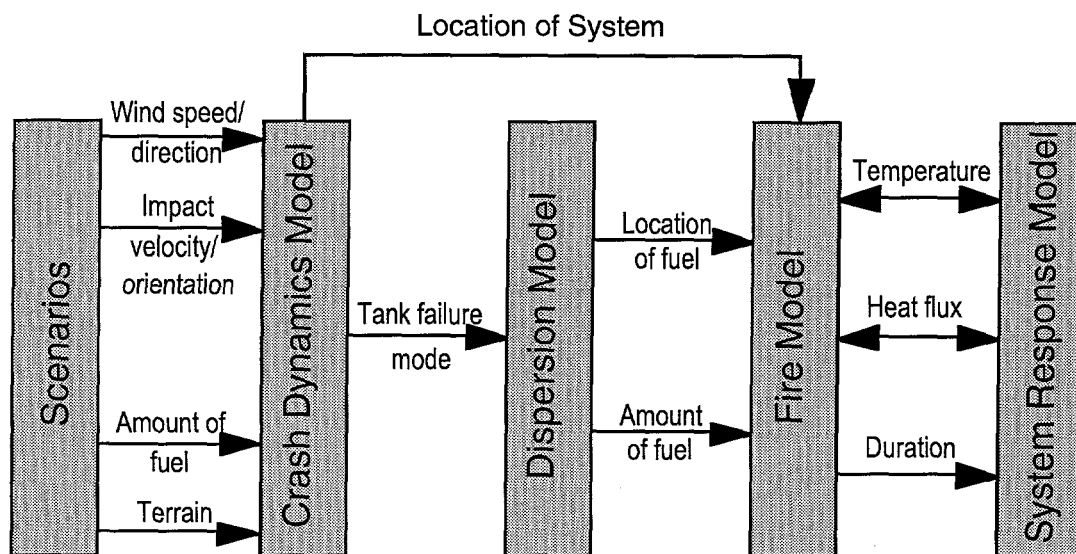 Location of System
Scenarios
Wind speed/
direction
Impact
velocity/
orientation
Amount of
fuel
Terrain
Crash Dynamics Model
Tank failure
mode
Dispersion Model
Location
of fuel
Amount
of fuel
Fire Model
Temperature
Heat flux
Duration
System Response Model